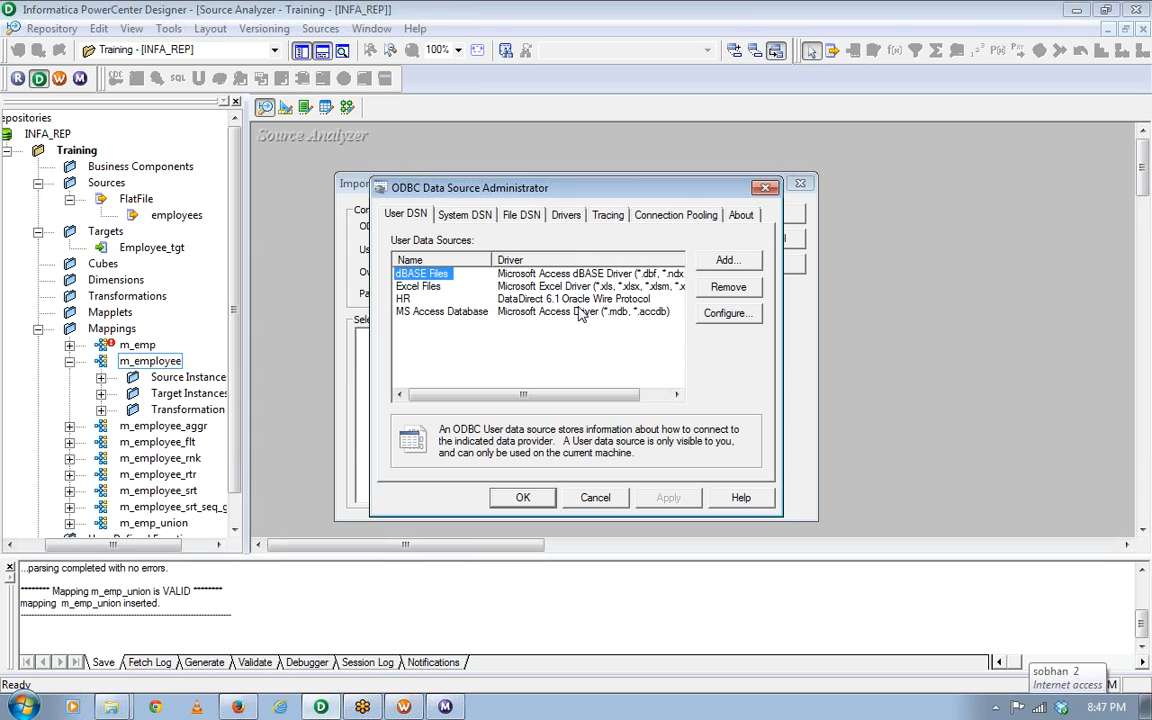 Informatica PowerCenter Designer - [Source Analyzer - Training - [INFA_REP]]
Repository Edit View Tools Layout Targets Versioning Sources Window Help
Training - [INFA_REP]
100%
SQL
epositories
INFA_REP
Training
Business Components
Sources
FlatFile
employees
Targets
Employee_tgt
Cubes
Dimensions
Transformations
Mapplets
Mappings
m_emp
m_employee
Source Instance
Target Instances
Transformation
m_employee_aggr
m_employee_flt
m_employee_rnk
m_employee_rtr
m_employee_srt
m_employee_srt_seq_g
m_emp_union
Source Analyzer
Impor
ODBC Data Source Administrator
User DSN System DSN File DSN Drivers Tracing Connection Pooling About
User Data Sources:
Name Driver
dBASE Files Microsoft Access dBASE Driver (*.dbf, *.ndx
Excel Files Microsoft Excel Driver (*.xls, *.xlsx, *.xlsm, *.x
HR DataDirect 6.1 Oracle Wire Protocol
MS Access Database Microsoft Access Driver (*.mdb, *.accdb)
Add...
Remove
Configure...
An ODBC User data source stores information about how to connect to
the indicated data provider. A User data source is only visible to you,
and can only be used on the current machine.
OK Cancel Apply Help
...parsing completed with no errors.
******** Mapping m_emp_union is VALID ********
mapping m_emp_union inserted.
Save Fetch Log Generate Validate Debugger Session Log Notifications
Ready
sobhan 2
Internet access
8:47 PM